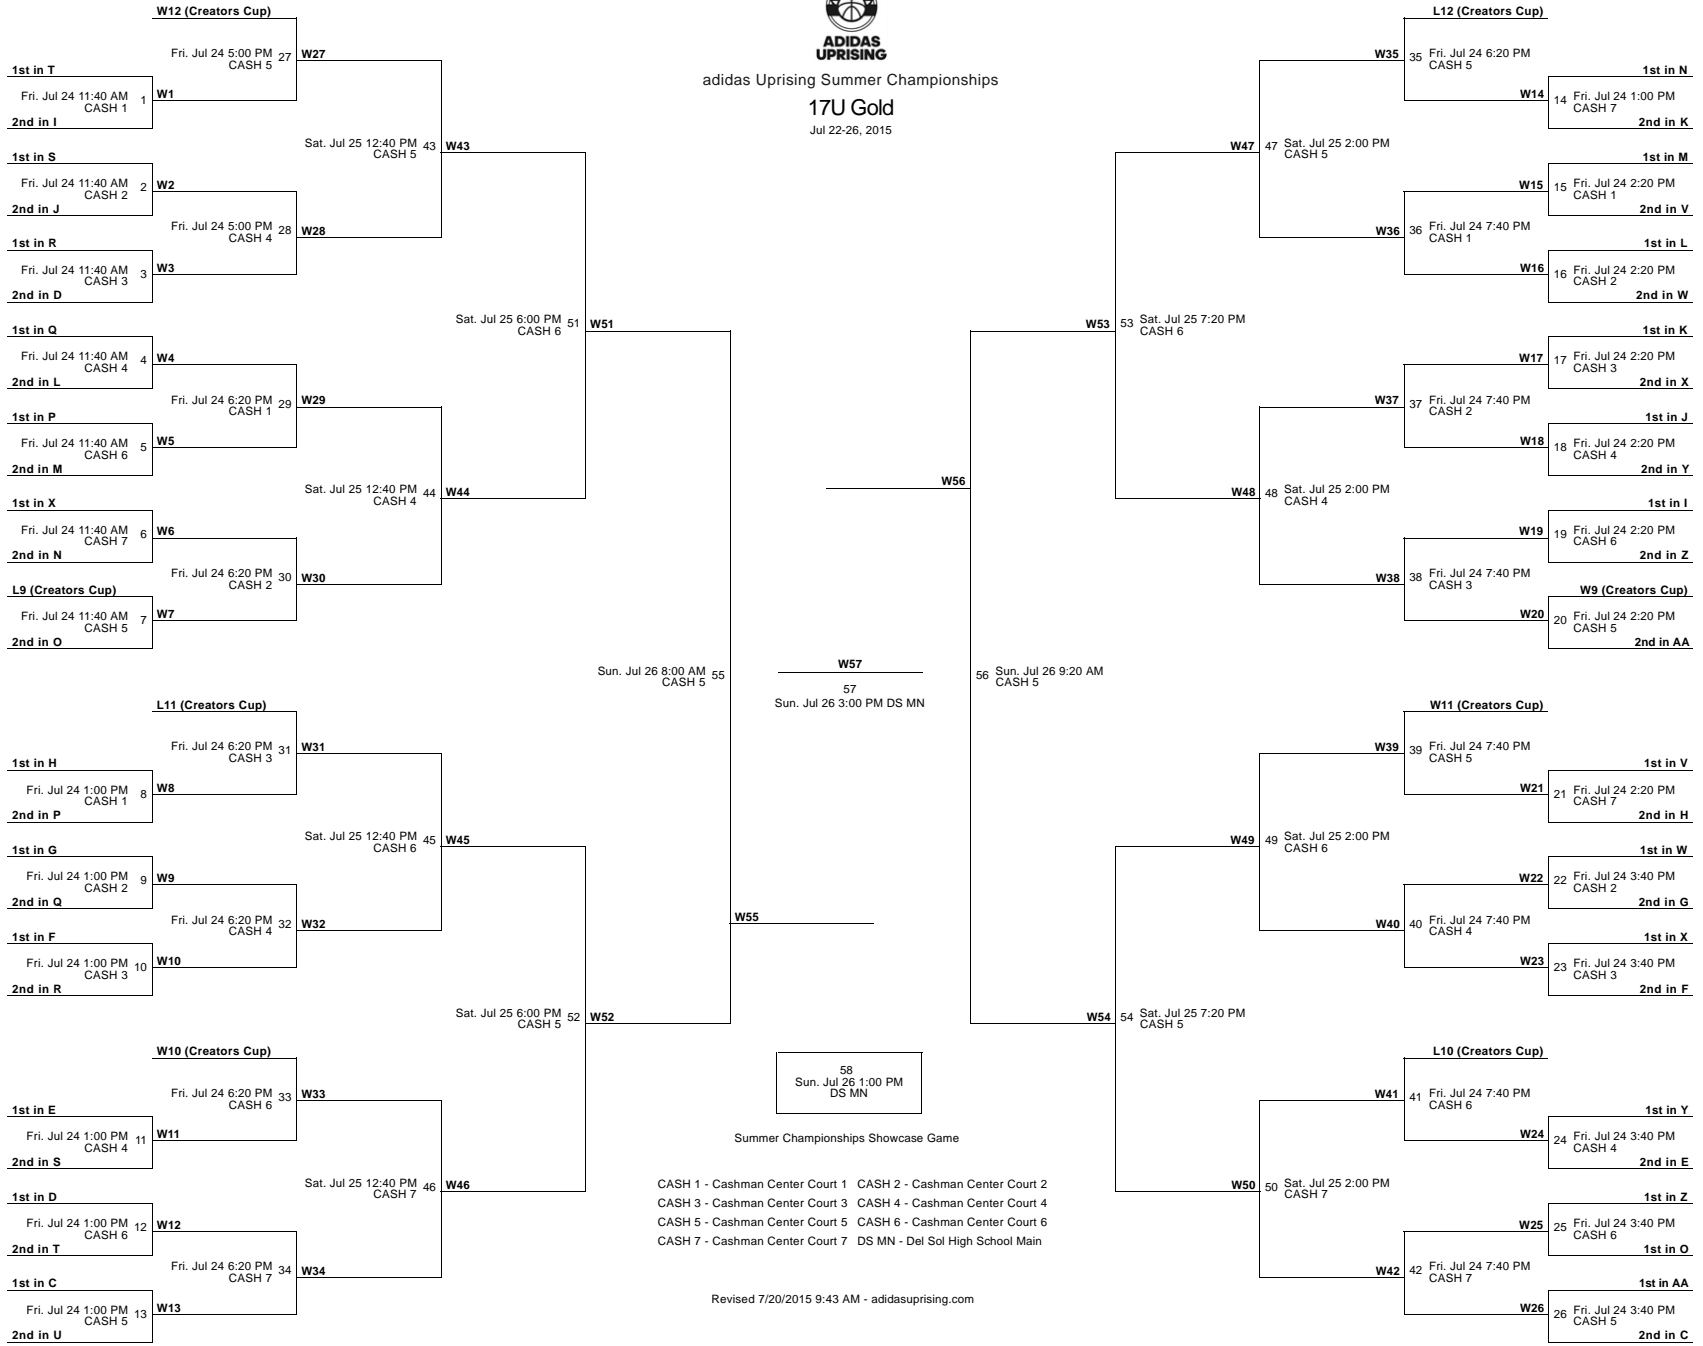 ADIDAS
UPRISING
adidas Uprising Summer Championships
17U Gold
Jul 22-26, 2015
W12 (Creators Cup)
Fri. Jul 24 5:00 PM 27 W27
CASH 5
1st in T
Fri. Jul 24 11:40 AM 1 W1
CASH 1
2nd in I
Sat. Jul 25 12:40 PM 43 W43
CASH 5
1st in S
Fri. Jul 24 11:40 AM 2 W2
CASH 2
2nd in J
Fri. Jul 24 5:00 PM 28 W28
CASH 4
1st in R
Fri. Jul 24 11:40 AM 3 W3
CASH 3
2nd in D
Sat. Jul 25 6:00 PM 51 W51
CASH 6
1st in Q
Fri. Jul 24 11:40 AM 4 W4
CASH 4
2nd in L
Fri. Jul 24 6:20 PM 29 W29
CASH 1
1st in P
Fri. Jul 24 11:40 AM 5 W5
CASH 6
2nd in M
Sat. Jul 25 12:40 PM 44 W44
CASH 4
1st in X
Fri. Jul 24 11:40 AM 6 W6
CASH 7
2nd in N
Fri. Jul 24 6:20 PM 30 W30
CASH 2
L9 (Creators Cup)
Fri. Jul 24 11:40 AM 7 W7
CASH 5
2nd in O
Sun. Jul 26 8:00 AM 55
CASH 5
L11 (Creators Cup)
Fri. Jul 24 6:20 PM 31 W31
CASH 3
1st in H
Fri. Jul 24 1:00 PM 8 W8
CASH 1
2nd in P
Sat. Jul 25 12:40 PM 45 W45
CASH 6
1st in G
Fri. Jul 24 1:00 PM 9 W9
CASH 2
2nd in Q
Fri. Jul 24 6:20 PM 32 W32
CASH 4
1st in F
Fri. Jul 24 1:00 PM 10 W10
CASH 3
2nd in R
W55
Sat. Jul 25 6:00 PM 52 W52
CASH 5
W10 (Creators Cup)
Fri. Jul 24 6:20 PM 33 W33
CASH 6
1st in E
Fri. Jul 24 1:00 PM 11 W11
CASH 4
2nd in S
Sat. Jul 25 12:40 PM 46 W46
CASH 7
1st in D
Fri. Jul 24 1:00 PM 12 W12
CASH 6
2nd in T
Fri. Jul 24 6:20 PM 34 W34
CASH 7
1st in C
Fri. Jul 24 1:00 PM 13 W13
CASH 5
2nd in U
W57
57
Sun. Jul 26 3:00 PM DS MN
58
Sun. Jul 26 1:00 PM
DS MN
Summer Championships Showcase Game
CASH 1 - Cashman Center Court 1 CASH 2 - Cashman Center Court 2
CASH 3 - Cashman Center Court 3 CASH 4 - Cashman Center Court 4
CASH 5 - Cashman Center Court 5 CASH 6 - Cashman Center Court 6
CASH 7 - Cashman Center Court 7 DS MN - Del Sol High School Main
Revised 7/20/2015 9:43 AM - adidasuprising.com
L12 (Creators Cup)
W35 35 Fri. Jul 24 6:20 PM
CASH 5
1st in N
W14 14 Fri. Jul 24 1:00 PM
CASH 7
2nd in K
W47 47 Sat. Jul 25 2:00 PM
CASH 5
1st in M
W15 15 Fri. Jul 24 2:20 PM
CASH 1
2nd in V
W36 36 Fri. Jul 24 7:40 PM
CASH 1
1st in L
W16 16 Fri. Jul 24 2:20 PM
CASH 2
2nd in W
W53 53 Sat. Jul 25 7:20 PM
CASH 6
1st in K
W17 17 Fri. Jul 24 2:20 PM
CASH 3
2nd in X
W37 37 Fri. Jul 24 7:40 PM
CASH 2
1st in J
W18 18 Fri. Jul 24 2:20 PM
CASH 4
2nd in Y
W56
W48 48 Sat. Jul 25 2:00 PM
CASH 4
1st in I
W19 19 Fri. Jul 24 2:20 PM
CASH 6
2nd in Z
W38 38 Fri. Jul 24 7:40 PM
CASH 3
W9 (Creators Cup)
W20 20 Fri. Jul 24 2:20 PM
CASH 5
2nd in AA
56 Sun. Jul 26 9:20 AM
CASH 5
W11 (Creators Cup)
W39 39 Fri. Jul 24 7:40 PM
CASH 5
1st in V
W21 21 Fri. Jul 24 2:20 PM
CASH 7
2nd in H
W49 49 Sat. Jul 25 2:00 PM
CASH 6
1st in W
W22 22 Fri. Jul 24 3:40 PM
CASH 2
2nd in G
W40 40 Fri. Jul 24 7:40 PM
CASH 4
1st in X
W23 23 Fri. Jul 24 3:40 PM
CASH 3
2nd in F
W54 54 Sat. Jul 25 7:20 PM
CASH 5
L10 (Creators Cup)
W41 41 Fri. Jul 24 7:40 PM
CASH 6
1st in Y
W24 24 Fri. Jul 24 3:40 PM
CASH 4
2nd in E
W50 50 Sat. Jul 25 2:00 PM
CASH 7
1st in Z
W25 25 Fri. Jul 24 3:40 PM
CASH 6
1st in O
W42 42 Fri. Jul 24 7:40 PM
CASH 7
1st in AA
W26 26 Fri. Jul 24 3:40 PM
CASH 5
2nd in C